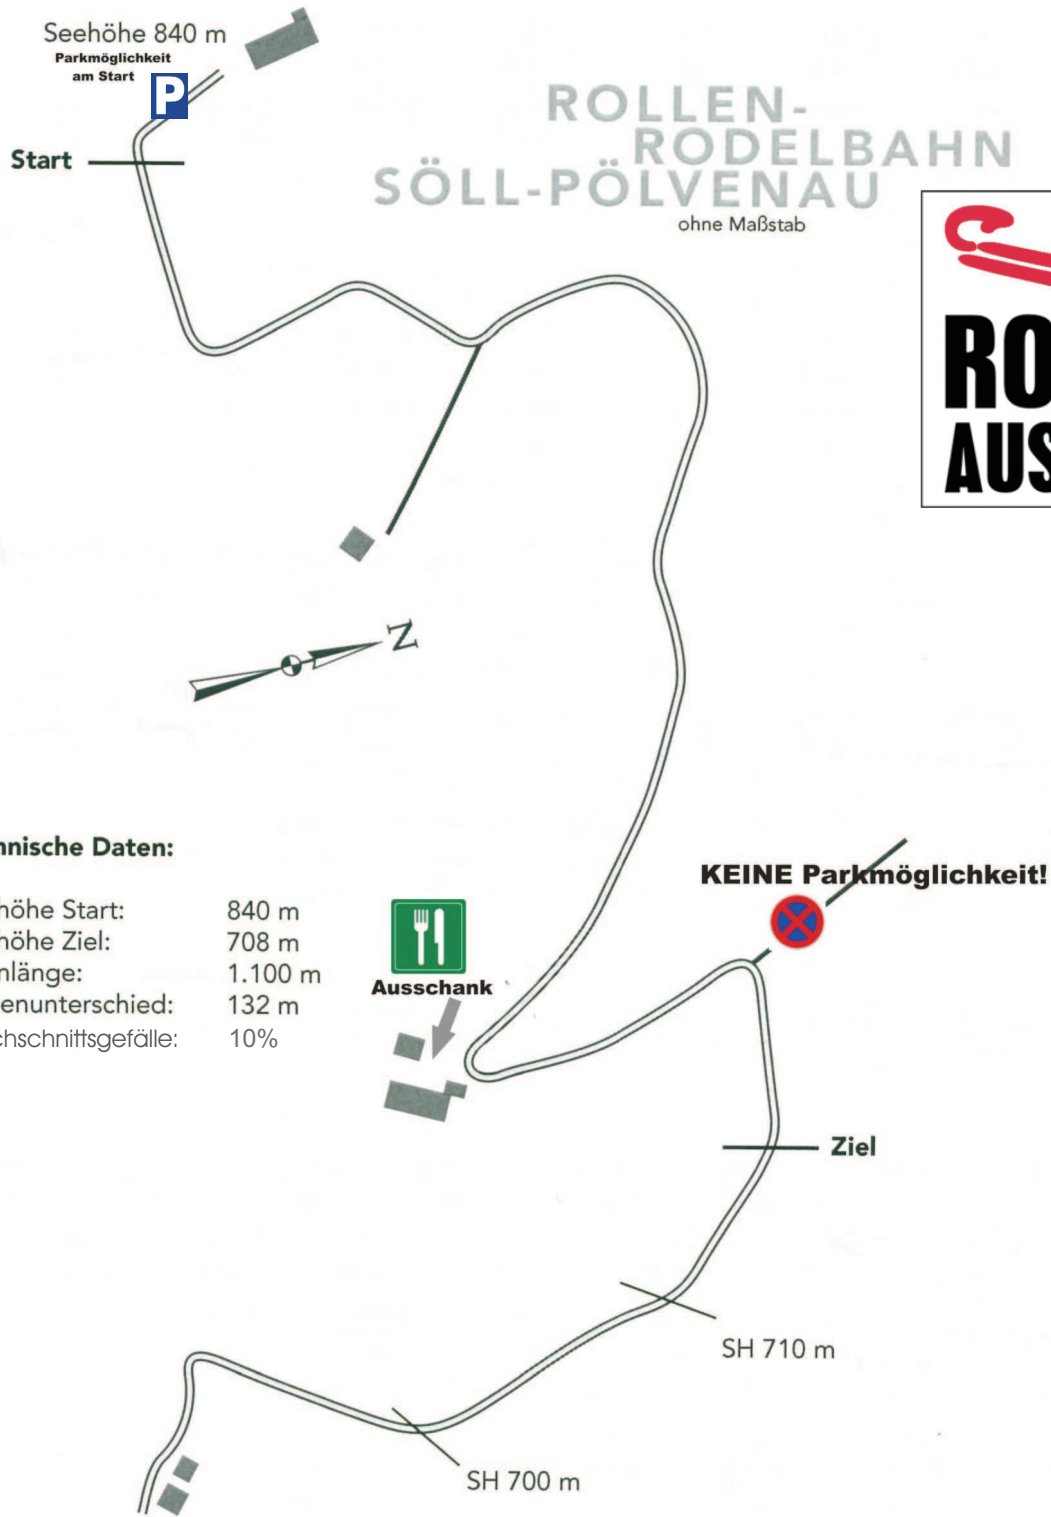 Seehöhe 840 m
Parkmöglichkeit
am Start
P
Start
ROLLEN-
RODELBAHN
SÖLL-PÖLVENAU
ohne Maßstab
RO
AUS
N
hnische Daten:
höhe Start: 840 m
höhe Ziel: 708 m
nlänge: 1.100 m
enunterschied: 132 m
chschnittsgefälle: 10%
KEINE Parkmöglichkeit!
Ausschank
Ziel
SH 710 m
SH 700 m